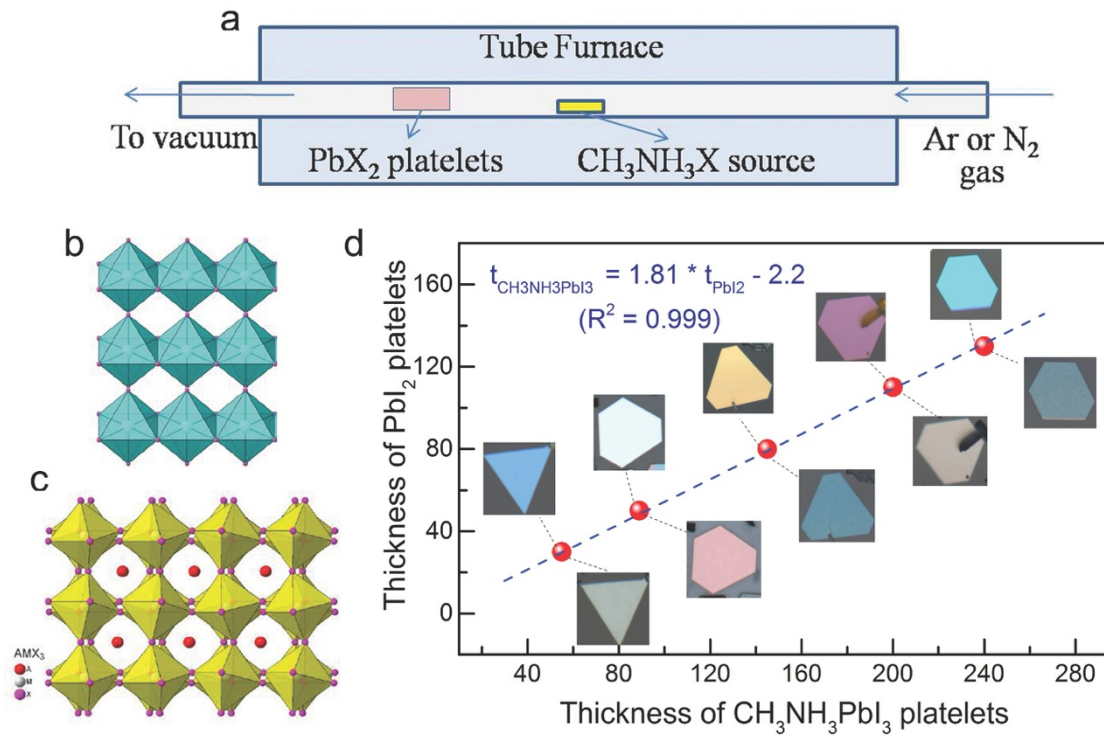 a
Tube Furnace
To vacuum
PbX₂ platelets
CH₃NH₃X source
Ar or N₂
gas
b
c
AMX₃
A
M
X
d
t_CH3NH3PbI3 = 1.81 * t_PbI2 - 2.2
(R² = 0.999)
Thickness of PbI₂ platelets
160
120
80
40
0
40 80 120 160 200 240 280
Thickness of CH₃NH₃PbI₃ platelets